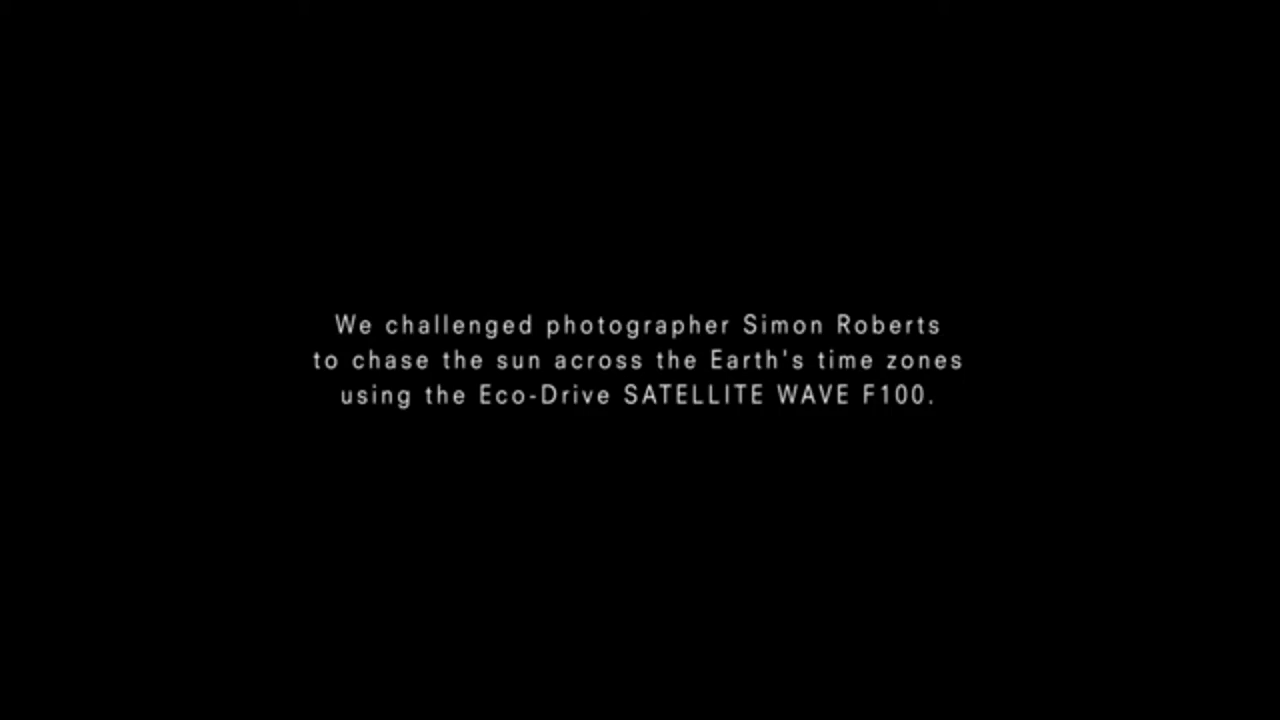 We challenged photographer Simon Roberts
to chase the sun across the Earth's time zones
using the Eco-Drive SATELLITE WAVE F100.